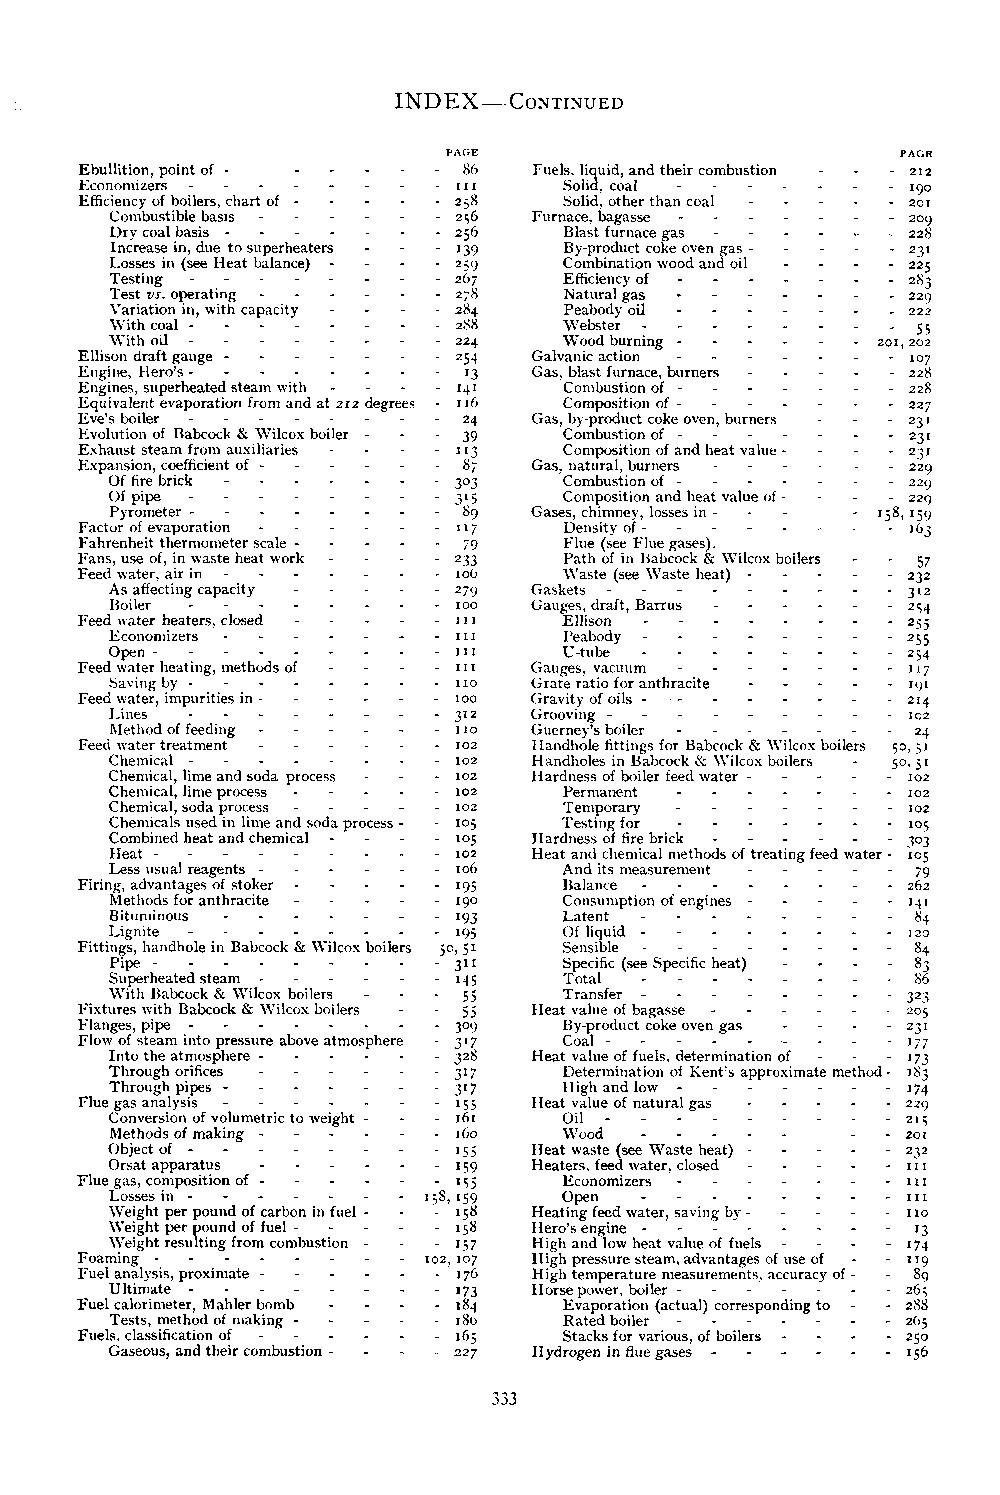 INDEX—Continued
PAGE
Ebullition, point of - - - - - - 86
Economizers - - - - - - - - 111
Efficiency of boilers, chart of - - - - - 258
Combustible basis - - - - - - 256
Dry coal basis - - - - - - - 256
Increase in, due to superheaters - - - 139
Losses in (see Heat balance) - - - - 259
Testing - - - - - - - - 267
Test vs. operating - - - - - - 278
Variation in, with capacity - - - - 284
With coal - - - - - - - - 288
With oil - - - - - - - - 224
Ellison draft gauge - - - - - - - 254
Engine, Hero's - - - - - - - - 13
Engines, superheated steam with - - - - 141
Equivalent evaporation from and at 212 degrees - 116
Eve's boiler - - - - - - - - 24
Evolution of Babcock & Wilcox boiler - - - 39
Exhaust steam from auxiliaries - - - - 113
Expansion, coefficient of - - - - - - 87
Of fire brick - - - - - - - 303
Of pipe - - - - - - - - 315
Pyrometer - - - - - - - - 89
Factor of evaporation - - - - - - 117
Fahrenheit thermometer scale - - - - - 79
Fans, use of, in waste heat work - - - - 233
Feed water, air in - - - - - - - 106
As affecting capacity - - - - - 279
Boiler - - - - - - - - 100
Feed water heaters, closed - - - - - 111
Economizers - - - - - - - 111
Open - - - - - - - - - 111
Feed water heating, methods of - - - - 111
Saving by - - - - - - - - 110
Feed water, impurities in - - - - - - 100
Lines - - - - - - - - 312
Method of feeding - - - - - - 110
Feed water treatment - - - - - - 102
Chemical - - - - - - - - 102
Chemical, lime and soda process - - - 102
Chemical, lime process - - - - - 102
Chemical, soda process - - - - - 102
Chemicals used in lime and soda process - - 105
Combined heat and chemical - - - - 105
Heat - - - - - - - - - 102
Less usual reagents - - - - - - 106
Firing, advantages of stoker - - - - - 195
Methods for anthracite - - - - - 190
Bituminous - - - - - - - 193
Lignite - - - - - - - - 195
Fittings, handhole in Babcock & Wilcox boilers 50, 51
Pipe - - - - - - - - - 311
Superheated steam - - - - - - 145
With Babcock & Wilcox boilers - - - 55
Fixtures with Babcock & Wilcox boilers - - 55
Flanges, pipe - - - - - - - - 309
Flow of steam into pressure above atmosphere - 317
Into the atmosphere - - - - - - 328
Through orifices - - - - - - 317
Through pipes - - - - - - - 317
Flue gas analysis - - - - - - - 155
Conversion of volumetric to weight - - - 161
Methods of making - - - - - - 160
Object of - - - - - - - - 155
Orsat apparatus - - - - - - 159
Flue gas, composition of - - - - - - 155
Losses in - - - - - - - 158, 159
Weight per pound of carbon in fuel - - - 158
Weight per pound of fuel - - - - - 158
Weight resulting from combustion - - - 157
Foaming - - - - - - - - 102, 107
Fuel analysis, proximate - - - - - - 176
Ultimate - - - - - - - - 173
Fuel calorimeter, Mahler bomb - - - - 184
Tests, method of making - - - - - 186
Fuels, classification of - - - - - - 165
Gaseous, and their combustion - - - - 227
PAGE
Fuels, liquid, and their combustion - - - 212
Solid, coal - - - - - - - 190
Solid, other than coal - - - - - 201
Furnace, bagasse - - - - - - - 209
Blast furnace gas - - - - - - 228
By-product coke oven gas - - - - - 231
Combination wood and oil - - - - 225
Efficiency of - - - - - - - 283
Natural gas - - - - - - - 229
Peabody oil - - - - - - - 222
Webster - - - - - - - - 55
Wood burning - - - - - - 201, 202
Galvanic action - - - - - - - 107
Gas, blast furnace, burners - - - - - 228
Combustion of - - - - - - - 228
Composition of - - - - - - - 227
Gas, by-product coke oven, burners - - - 231
Combustion of - - - - - - - 231
Composition of and heat value - - - - 231
Gas, natural, burners - - - - - - 229
Combustion of - - - - - - - 229
Composition and heat value of - - - - 229
Gases, chimney, losses in - - - - 158, 159
Density of - - - - - - - 163
Flue (see Flue gases).
Path of in Babcock & Wilcox boilers - - 57
Waste (see Waste heat) - - - - - 232
Gaskets - - - - - - - - - 312
Gauges, draft, Barrus - - - - - - 254
Ellison - - - - - - - - 255
Peabody - - - - - - - - 255
U-tube - - - - - - - - 254
Gauges, vacuum - - - - - - - 117
Grate ratio for anthracite - - - - - 191
Gravity of oils - - - - - - - - 214
Grooving - - - - - - - - - 102
Guerney's boiler - - - - - - - 24
Handhole fittings for Babcock & Wilcox boilers 50, 51
Handholes in Babcock & Wilcox boilers - 50, 51
Hardness of boiler feed water - - - - - 102
Permanent - - - - - - - 102
Temporary - - - - - - - 102
Testing for - - - - - - - 105
Hardness of fire brick - - - - - - 303
Heat and chemical methods of treating feed water - 105
And its measurement - - - - - 79
Balance - - - - - - - - 262
Consumption of engines - - - - - 141
Latent - - - - - - - - 84
Of liquid - - - - - - - - 120
Sensible - - - - - - - - 84
Specific (see Specific heat) - - - - 83
Total - - - - - - - - 86
Transfer - - - - - - - - 323
Heat value of bagasse - - - - - - 205
By-product coke oven gas - - - - 231
Coal - - - - - - - - - 177
Heat value of fuels, determination of - - - 173
Determination of Kent's approximate method - 183
High and low - - - - - - - 174
Heat value of natural gas - - - - - 229
Oil - - - - - - - - - 215
Wood - - - - - - - 201
Heat waste (see Waste heat) - - - - - 232
Heaters, feed water, closed - - - - - 111
Economizers - - - - - - - 111
Open - - - - - - - - 111
Heating feed water, saving by - - - - - 110
Hero's engine - - - - - - - - 13
High and low heat value of fuels - - - - 174
High pressure steam, advantages of use of - - 119
High temperature measurements, accuracy of - - 89
Horse power, boiler - - - - - - - 265
Evaporation (actual) corresponding to - - 288
Rated boiler - - - - - - - 265
Stacks for various, of boilers - - - - 250
Hydrogen in flue gases - - - - - - 156
333